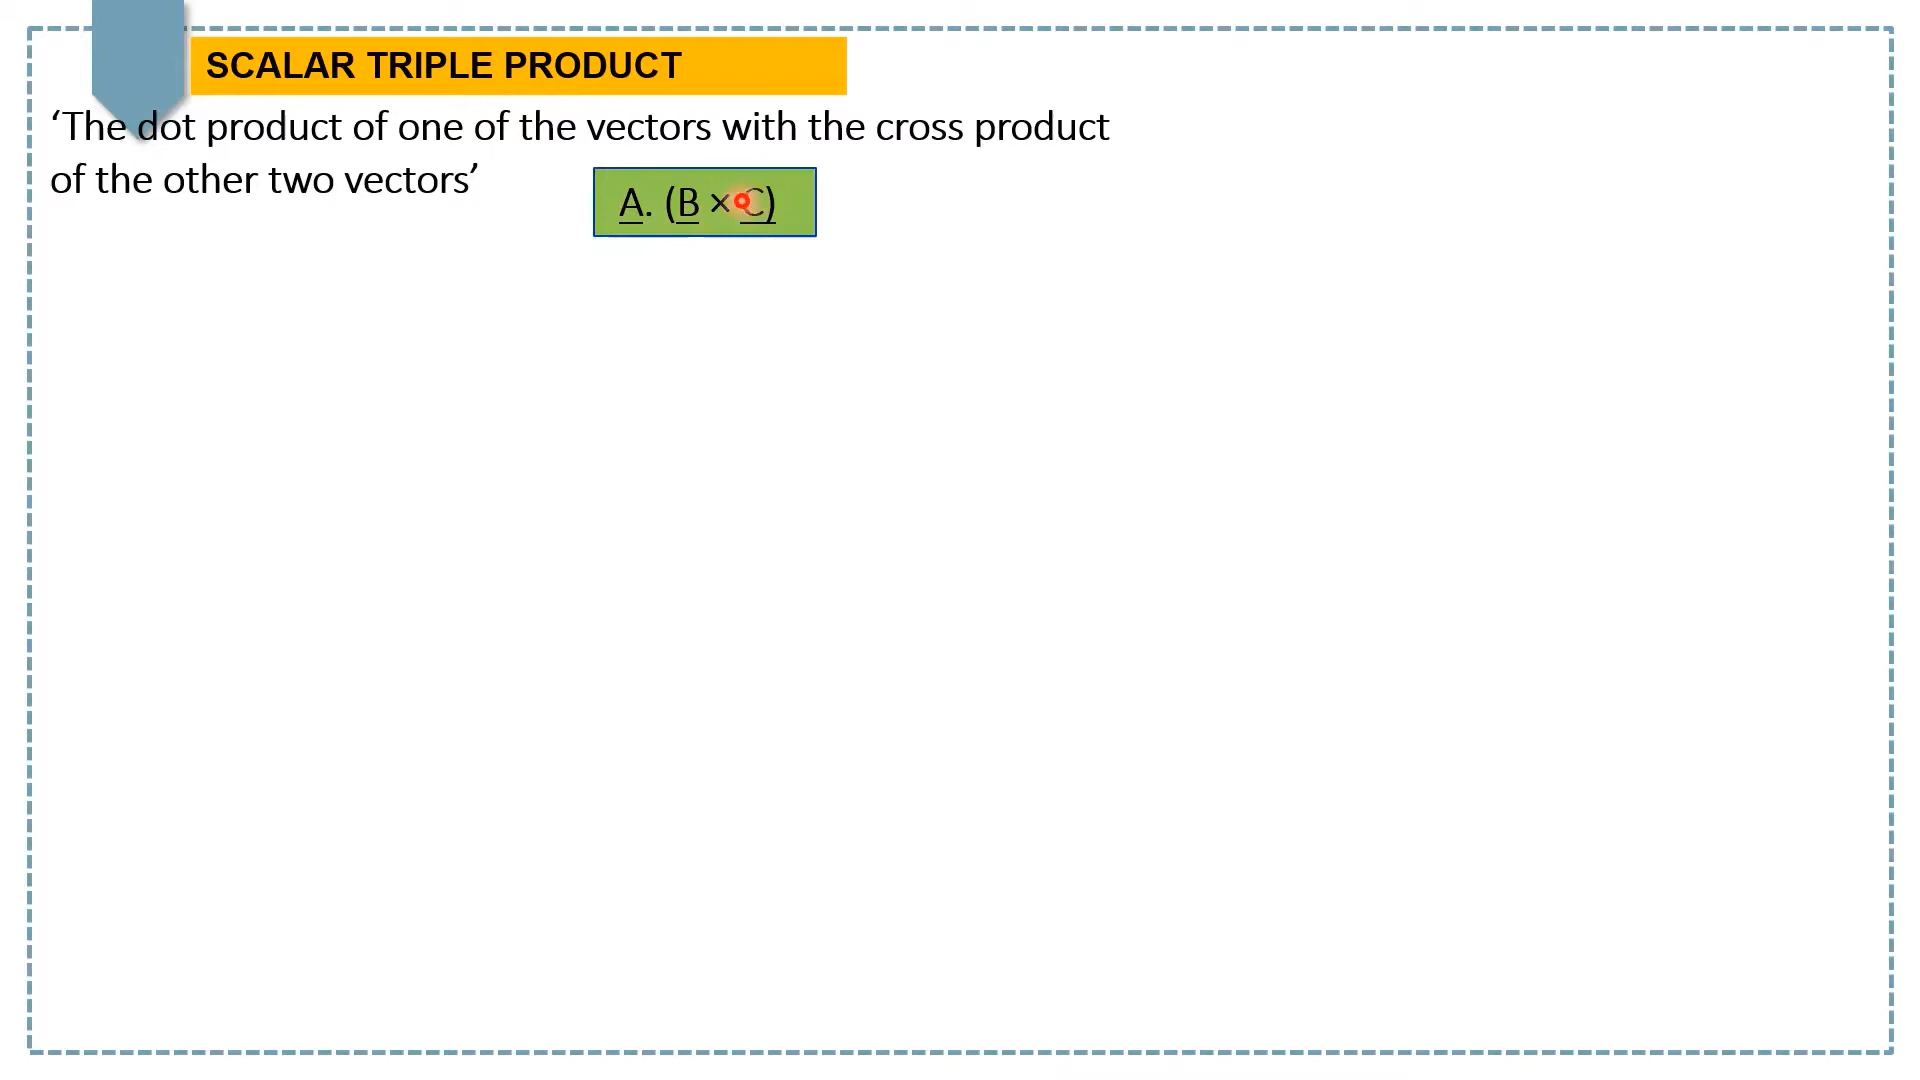 SCALAR TRIPLE PRODUCT
‘The dot product of one of the vectors with the cross product
of the other two vectors’
A. (B × C)